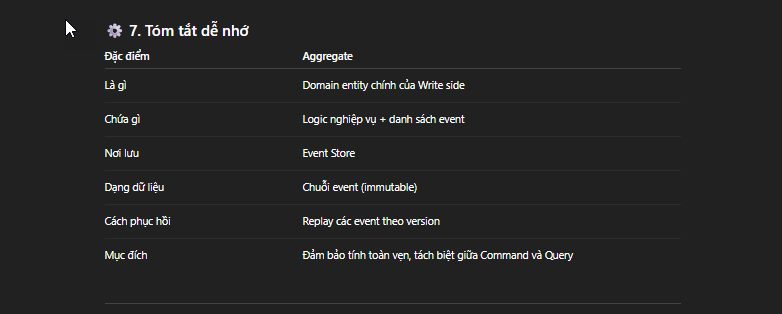 ⚙️ 7. Tóm tắt dễ nhớ
Đặc điểm Aggregate
Là gì Domain entity chính của Write side
Chứa gì Logic nghiệp vụ + danh sách event
Nơi lưu Event Store
Dạng dữ liệu Chuỗi event (immutable)
Cách phục hồi Replay các event theo version
Mục đích Đảm bảo tính toàn vẹn, tách biệt giữa Command và Query